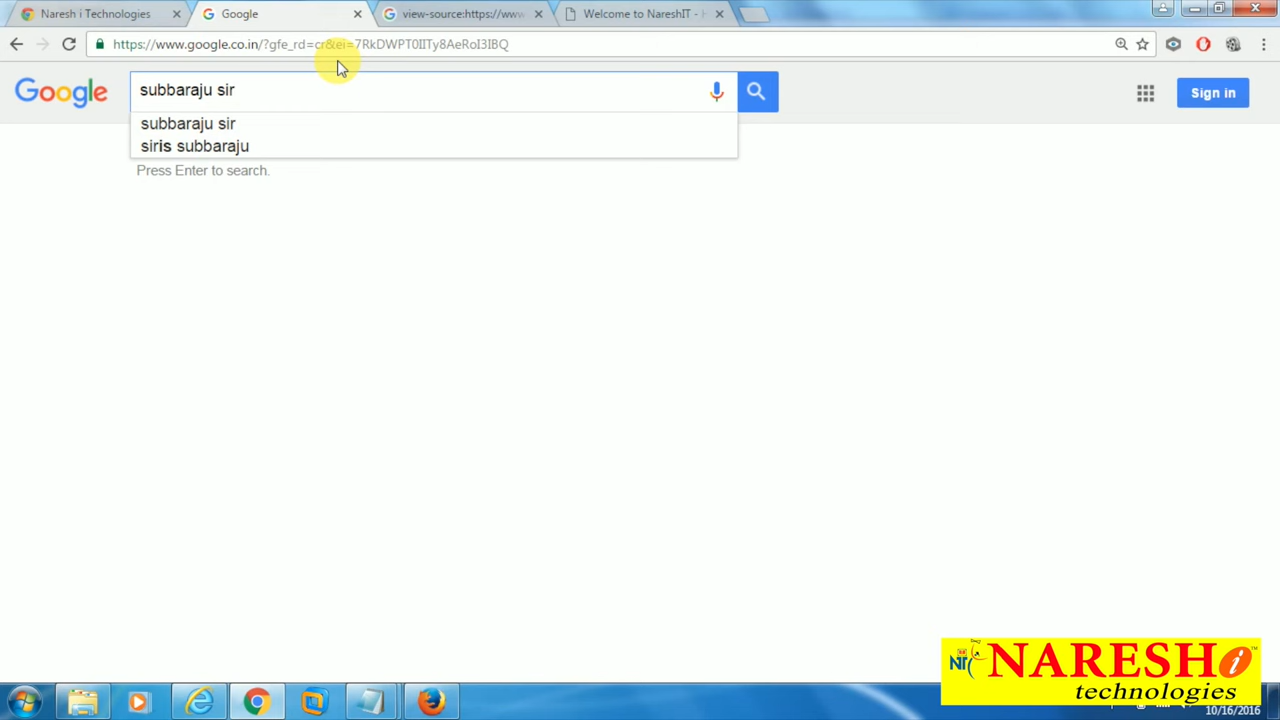 Naresh i Technologies
Google
view-source:https://www
Welcome to NareshIT - H
https://www.google.co.in/?gfe_rd=cr&ei=7RkDWPT0IITy8AeRoI3IBQ
Google
subbaraju sir
Sign in
subbaraju sir
siris subbaraju
Press Enter to search.
NARESH i
technologies
10/16/2016